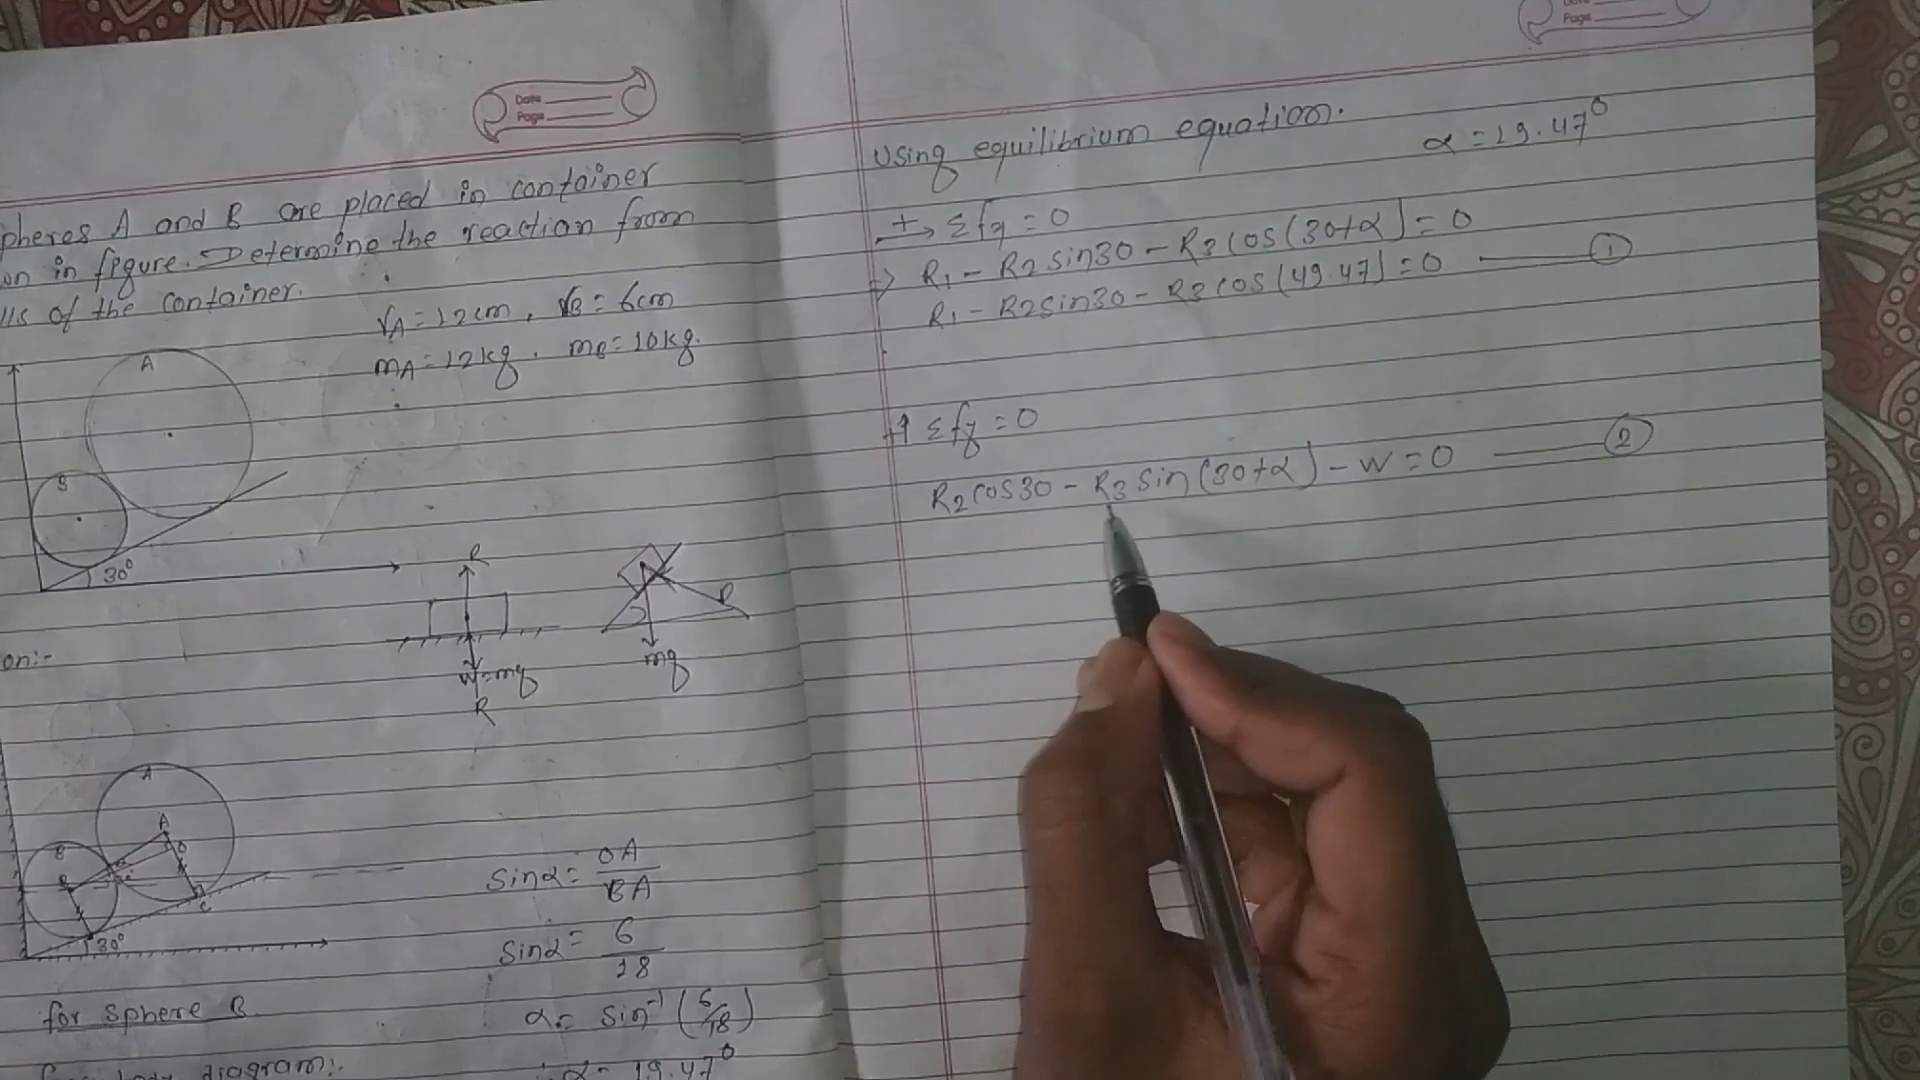 Date
Page
pheres A and B are placed in container
wn in figure. Determine the reaction from
lls of the container.
rA = 12cm, rB = 6cm
mA = 12kg, mB = 10kg.
A
B
30°
R
W=mg
R
R
mg
on:-
A
A
O
B
B
C
30°
Sinα = OA
BA
Sinα = 6
18
for sphere B
α = sin⁻¹ (6/18)
diagram:-
∴ α = 19.47°
Date
Page
Using equilibrium equation.
α = 19.47°
+→ Σfx = 0
=> R1 - R2 sin30 - R3 cos(30+α) = 0
R1 - R2 sin30 - R3 cos(49.47) = 0 —— ①
+↑ Σfy = 0
R2 cos30 - R3 sin(30+α) - W = 0 —— ②